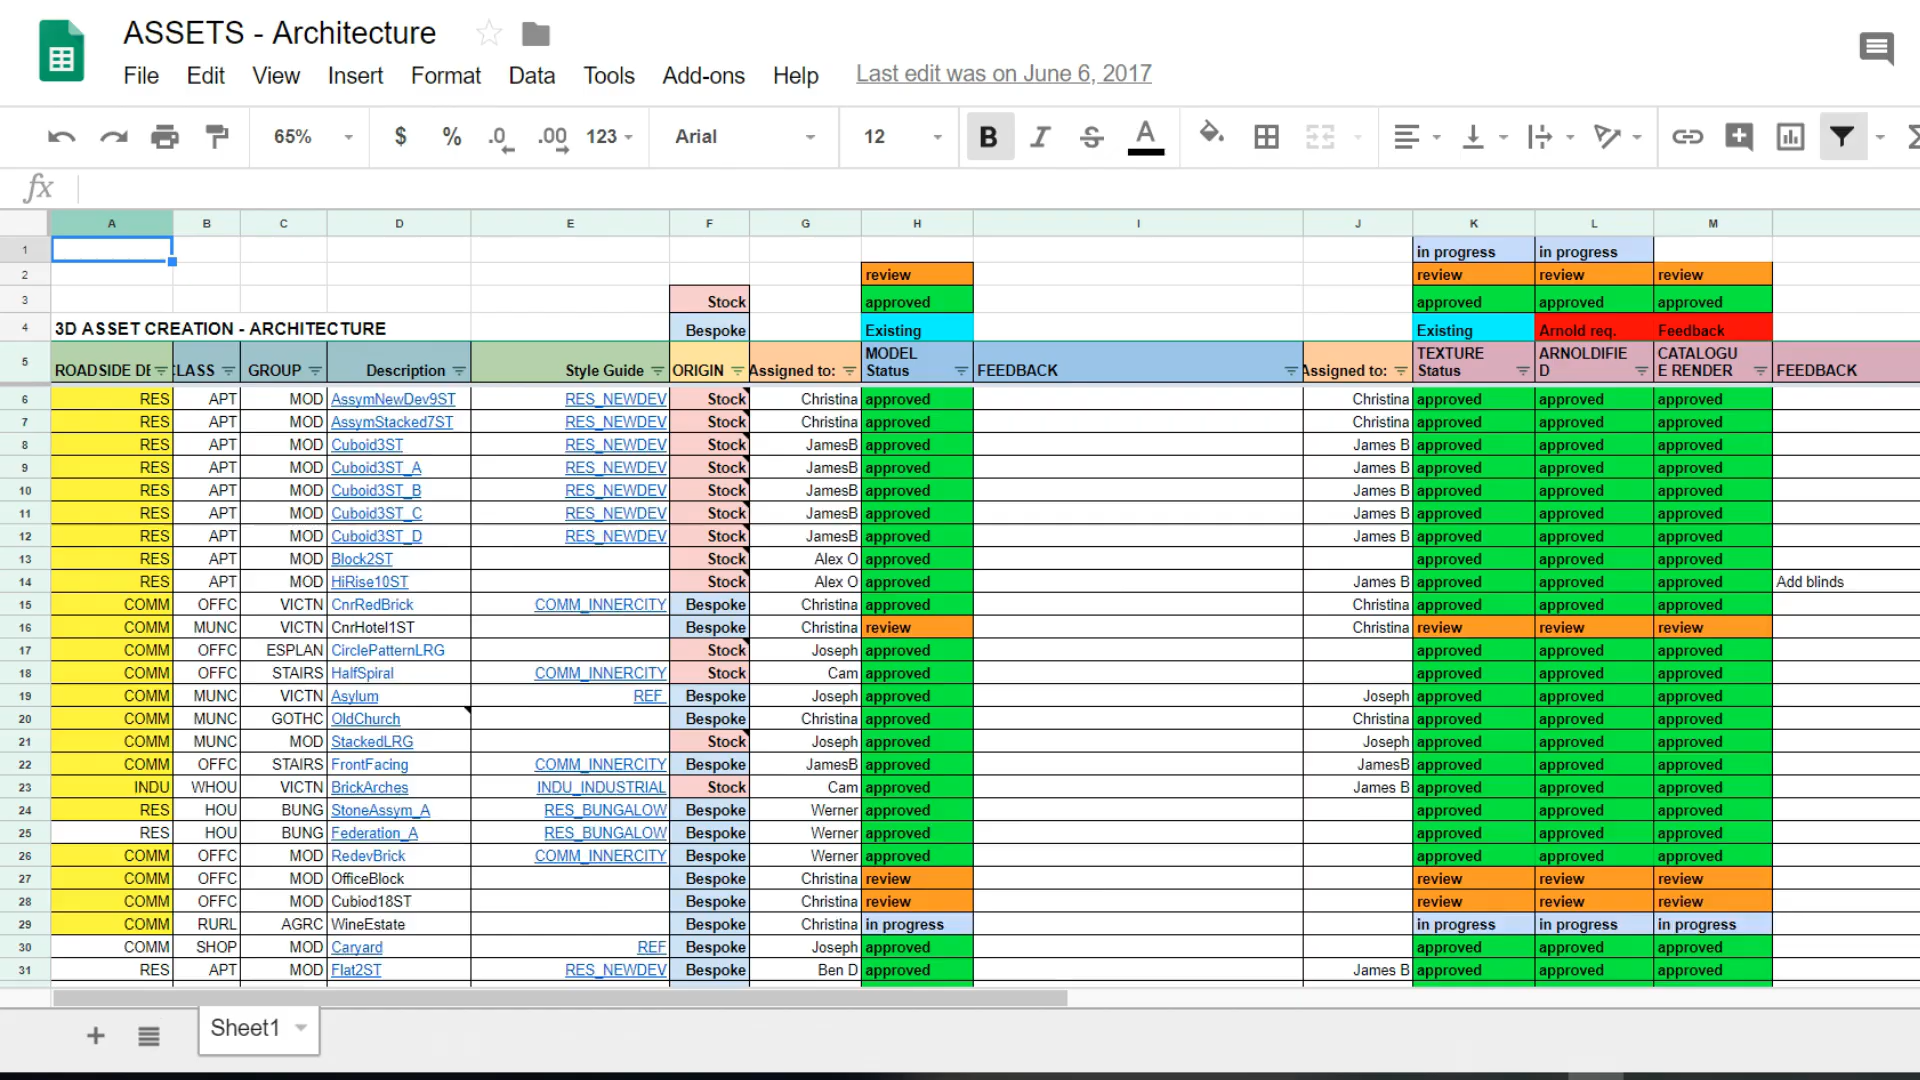 ASSETS - Architecture
File Edit View Insert Format Data Tools Add-ons Help Last edit was on June 6, 2017
65% $ % .0 .00 123 Arial 12 B I S A
fx
A B C D E F G H I J K L M
1 in progress in progress
2 review review review review
3 Stock approved approved approved approved
4 3D ASSET CREATION - ARCHITECTURE Bespoke Existing Existing Arnold req. Feedback
5 ROADSIDE DE CLASS GROUP Description Style Guide ORIGIN Assigned to: MODEL Status FEEDBACK Assigned to: TEXTURE Status ARNOLDIFIED CATALOGUE RENDER FEEDBACK
6 RES APT MOD AssymNewDev9ST RES_NEWDEV Stock Christina approved Christina approved approved approved
7 RES APT MOD AssymStacked7ST RES_NEWDEV Stock Christina approved Christina approved approved approved
8 RES APT MOD Cuboid3ST RES_NEWDEV Stock JamesB approved James B approved approved approved
9 RES APT MOD Cuboid3ST_A RES_NEWDEV Stock JamesB approved James B approved approved approved
10 RES APT MOD Cuboid3ST_B RES_NEWDEV Stock JamesB approved James B approved approved approved
11 RES APT MOD Cuboid3ST_C RES_NEWDEV Stock JamesB approved James B approved approved approved
12 RES APT MOD Cuboid3ST_D RES_NEWDEV Stock JamesB approved James B approved approved approved
13 RES APT MOD Block2ST Stock Alex O approved approved approved approved
14 RES APT MOD HiRise10ST Stock Alex O approved James B approved approved approved Add blinds
15 COMM OFFC VICTN CnrRedBrick COMM_INNERCITY Bespoke Christina approved Christina approved approved approved
16 COMM MUNC VICTN CnrHotel1ST Bespoke Christina review Christina review review review
17 COMM OFFC ESPLAN CirclePatternLRG Stock Joseph approved approved approved approved
18 COMM OFFC STAIRS HalfSpiral COMM_INNERCITY Stock Cam approved approved approved approved
19 COMM MUNC VICTN Asylum REF Bespoke Joseph approved Joseph approved approved approved
20 COMM MUNC GOTHC OldChurch Bespoke Christina approved Christina approved approved approved
21 COMM MUNC MOD StackedLRG Stock Joseph approved Joseph approved approved approved
22 COMM OFFC STAIRS FrontFacing COMM_INNERCITY Bespoke JamesB approved JamesB approved approved approved
23 INDU WHOU VICTN BrickArches INDU_INDUSTRIAL Stock Cam approved James B approved approved approved
24 RES HOU BUNG StoneAssym_A RES_BUNGALOW Bespoke Werner approved approved approved approved
25 RES HOU BUNG Federation_A RES_BUNGALOW Bespoke Werner approved approved approved approved
26 COMM OFFC MOD RedevBrick COMM_INNERCITY Bespoke Werner approved approved approved approved
27 COMM OFFC MOD OfficeBlock Bespoke Christina review review review review
28 COMM OFFC MOD Cubiod18ST Bespoke Christina review review review review
29 COMM RURL AGRC WineEstate Bespoke Christina in progress in progress in progress in progress
30 COMM SHOP MOD Caryard REF Bespoke Joseph approved approved approved approved
31 RES APT MOD Flat2ST RES_NEWDEV Bespoke Ben D approved James B approved approved approved
Sheet1